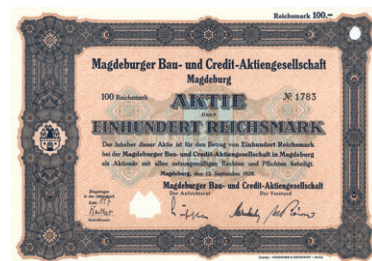 Reichsmark 100,–
Magdeburger Bau- und Credit-Aktiengesellschaft
Magdeburg
100 Reichsmark
AKTIE
№ 1783
ÜBER
EINHUNDERT REICHSMARK
Der Inhaber dieser Aktie ist für den Betrag von Einhundert Reichsmark
bei der Magdeburger Bau- und Credit-Aktiengesellschaft in Magdeburg
als Aktionär mit allen satzungsmäßigen Rechten und Pflichten beteiligt.
Magdeburg, den 12. September 1928.
Magdeburger Bau- und Credit-Aktiengesellschaft
Der Aufsichtsrat
Der Vorstand
Eingetragen